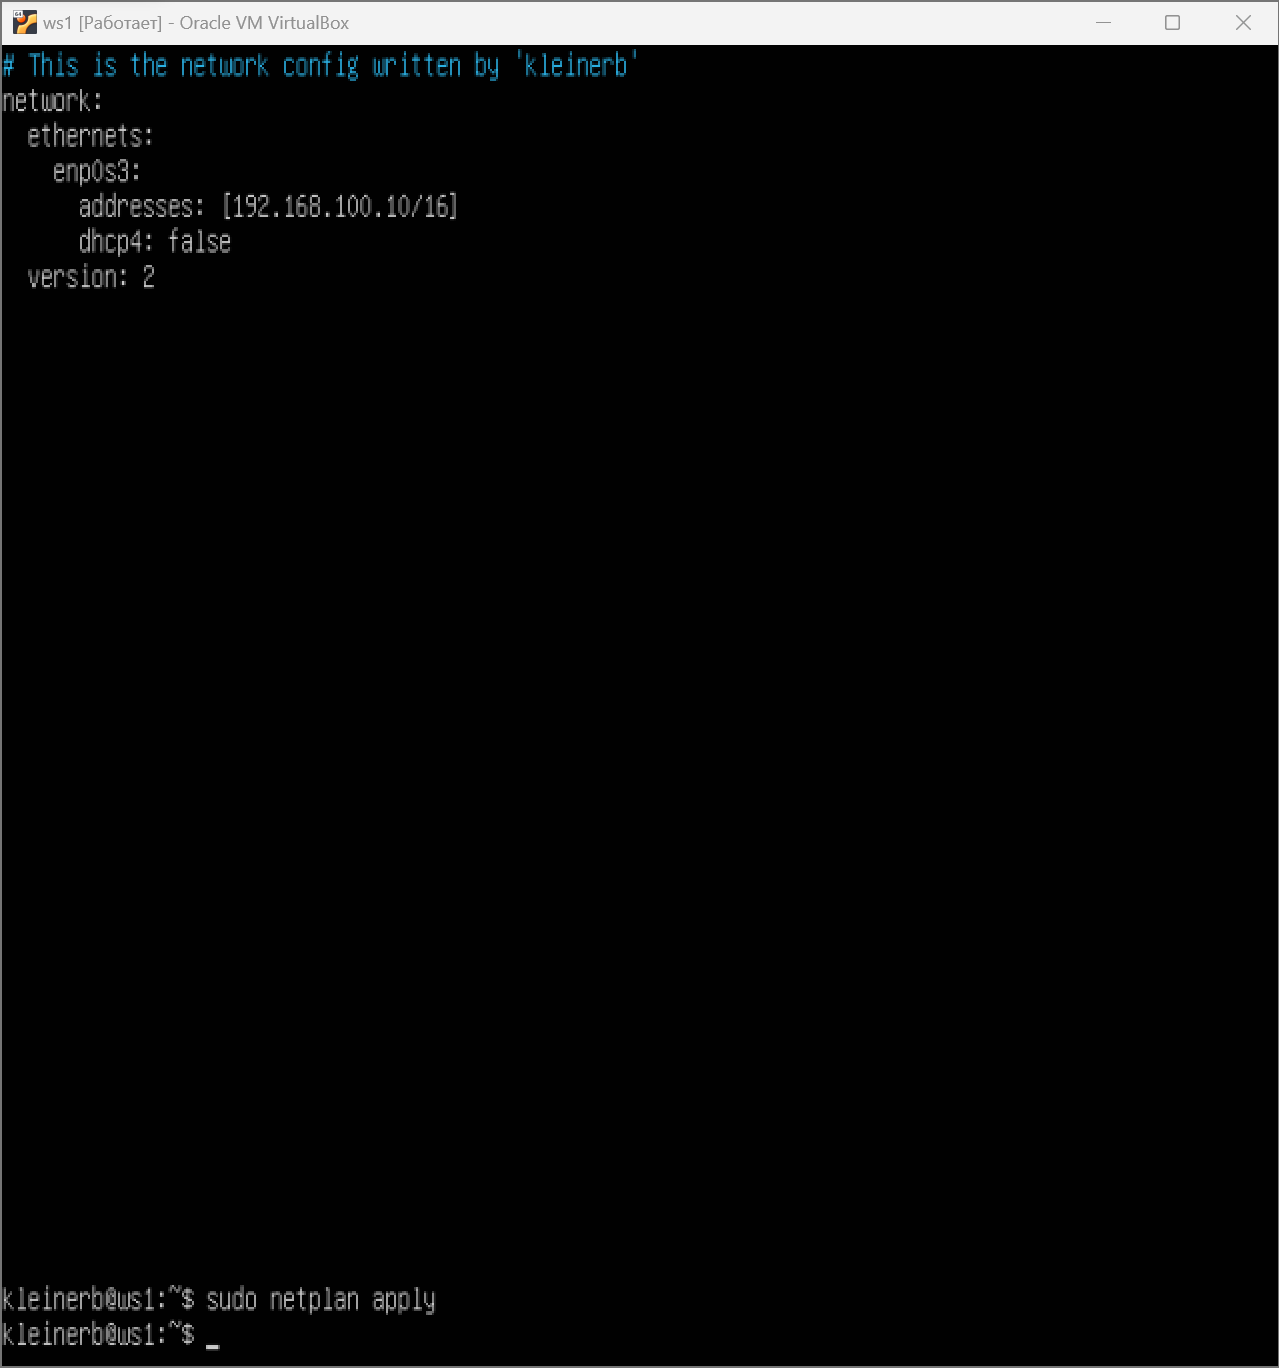 ws1 [Работает] - Oracle VM VirtualBox
# This is the network config written by 'kleinerb'
network:
  ethernets:
    enp0s3:
      addresses: [192.168.100.10/16]
      dhcp4: false
  version: 2
kleinerb@ws1:~$ sudo netplan apply
kleinerb@ws1:~$ _